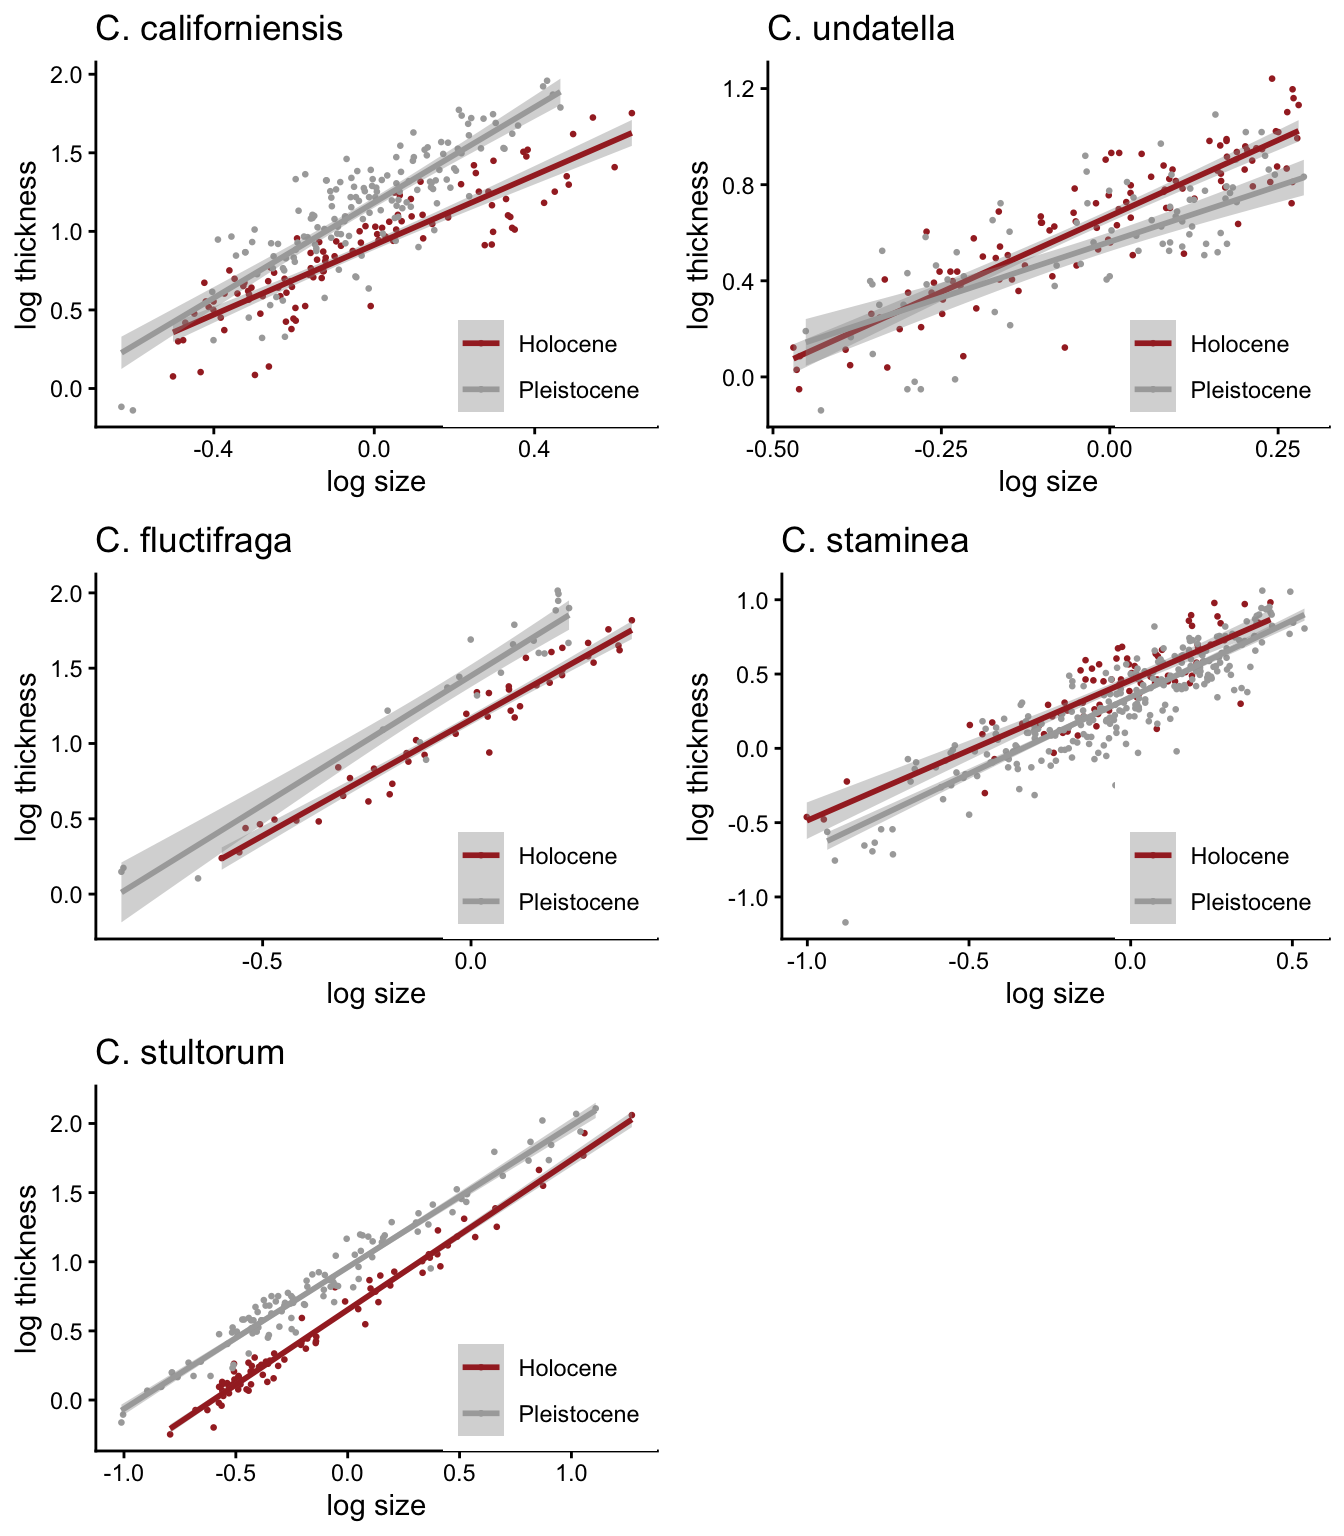 C. californiensis
2.0
1.5
1.0
0.5
0.0
log thickness
-0.4
0.0
0.4
log size
Holocene
Pleistocene
C. undatella
1.2
0.8
0.4
0.0
log thickness
-0.50
-0.25
0.00
0.25
log size
Holocene
Pleistocene
C. fluctifraga
2.0
1.5
1.0
0.5
0.0
log thickness
-0.5
0.0
log size
Holocene
Pleistocene
C. staminea
1.0
0.5
0.0
-0.5
-1.0
log thickness
-1.0
-0.5
0.0
0.5
log size
Holocene
Pleistocene
C. stultorum
2.0
1.5
1.0
0.5
0.0
log thickness
-1.0
-0.5
0.0
0.5
1.0
log size
Holocene
Pleistocene